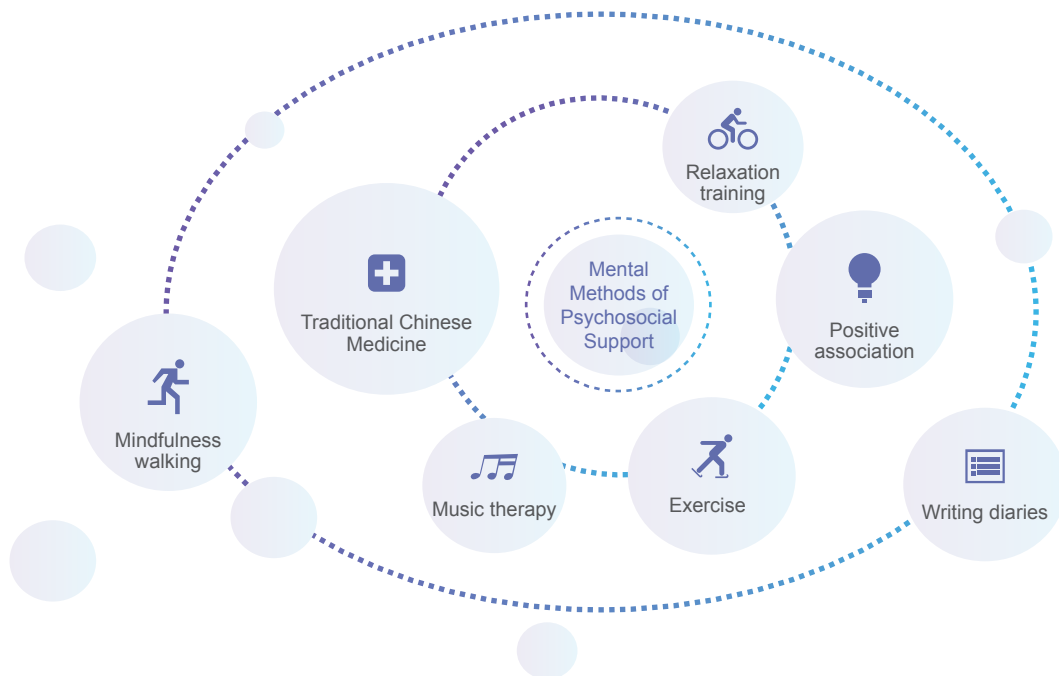 Relaxation
training
Mental
Methods of
Psychosocial
Support
Traditional Chinese
Medicine
Positive
association
Mindfulness
walking
Music therapy
Exercise
Writing diaries